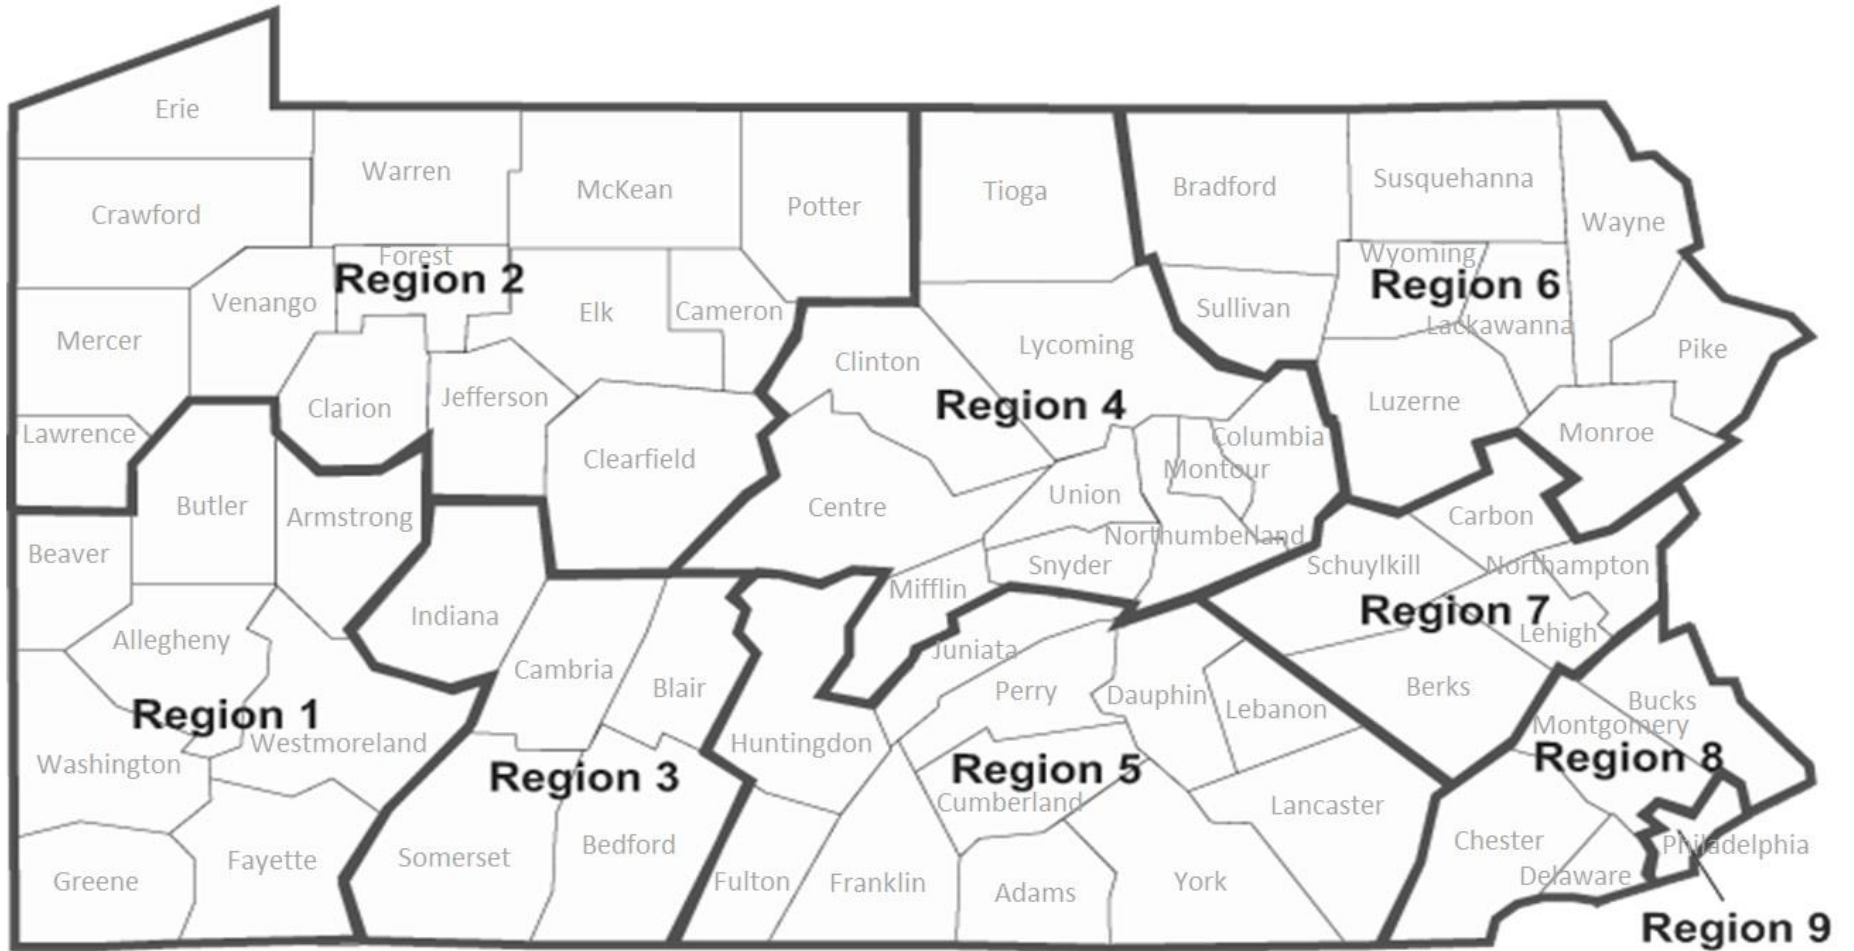 Erie
Warren
Crawford
McKean
Potter
Tioga
Bradford
Susquehanna
Wayne
Forest
Region 2
Venango
Elk
Cameron
Mercer
Wyoming
Region 6
Sullivan
Lackawanna
Pike
Clinton
Lycoming
Region 4
Clarion
Jefferson
Lawrence
Luzerne
Monroe
Clearfield
Columbia
Montour
Union
Centre
Butler
Armstrong
Beaver
Carbon
Northumberland
Snyder
Schuylkill
Northampton
Mifflin
Indiana
Region 7
Lehigh
Allegheny
Cambria
Blair
Juniata
Perry
Dauphin
Lebanon
Berks
Bucks
Montgomery
Region 8
Region 1
Westmoreland
Washington
Huntingdon
Region 3
Region 5
Cumberland
Lancaster
Chester
Philadelphia
Delaware
Bedford
Somerset
Fayette
Greene
Fulton
Franklin
Adams
York
Region 9